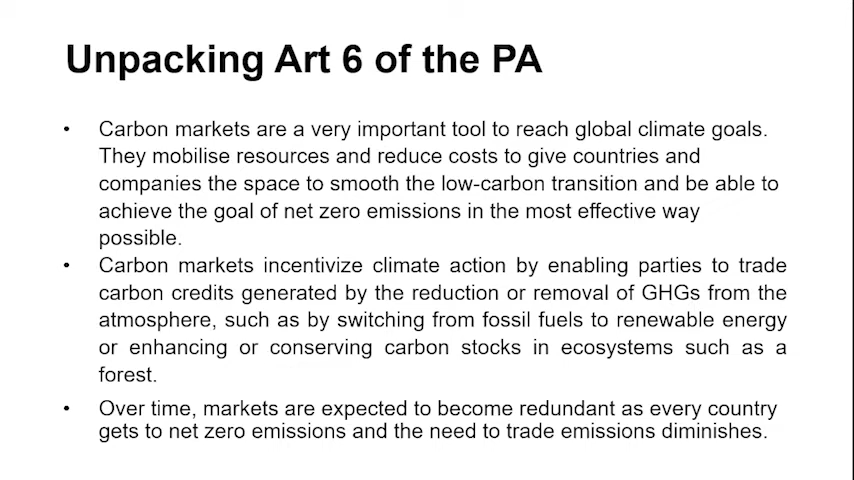 Unpacking Art 6 of the PA
• Carbon markets are a very important tool to reach global climate goals.
They mobilise resources and reduce costs to give countries and
companies the space to smooth the low-carbon transition and be able to
achieve the goal of net zero emissions in the most effective way
possible.
• Carbon markets incentivize climate action by enabling parties to trade
carbon credits generated by the reduction or removal of GHGs from the
atmosphere, such as by switching from fossil fuels to renewable energy
or enhancing or conserving carbon stocks in ecosystems such as a
forest.
• Over time, markets are expected to become redundant as every country
gets to net zero emissions and the need to trade emissions diminishes.